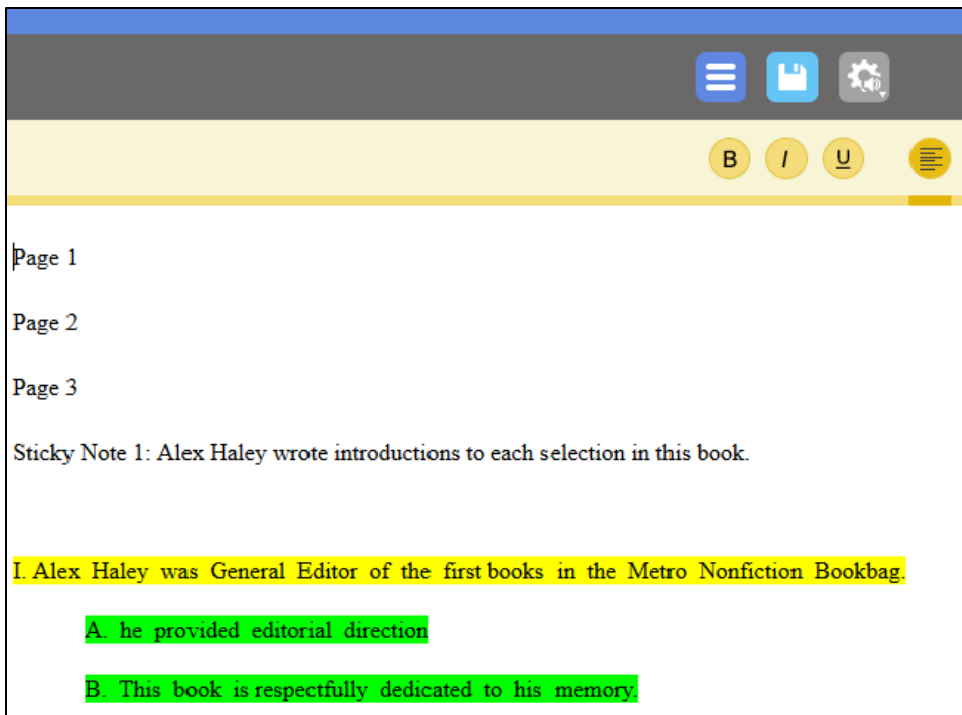 B I U
Page 1
Page 2
Page 3
Sticky Note 1: Alex Haley wrote introductions to each selection in this book.
I. Alex Haley was General Editor of the first books in the Metro Nonfiction Bookbag.
A. he provided editorial direction
B. This book is respectfully dedicated to his memory.